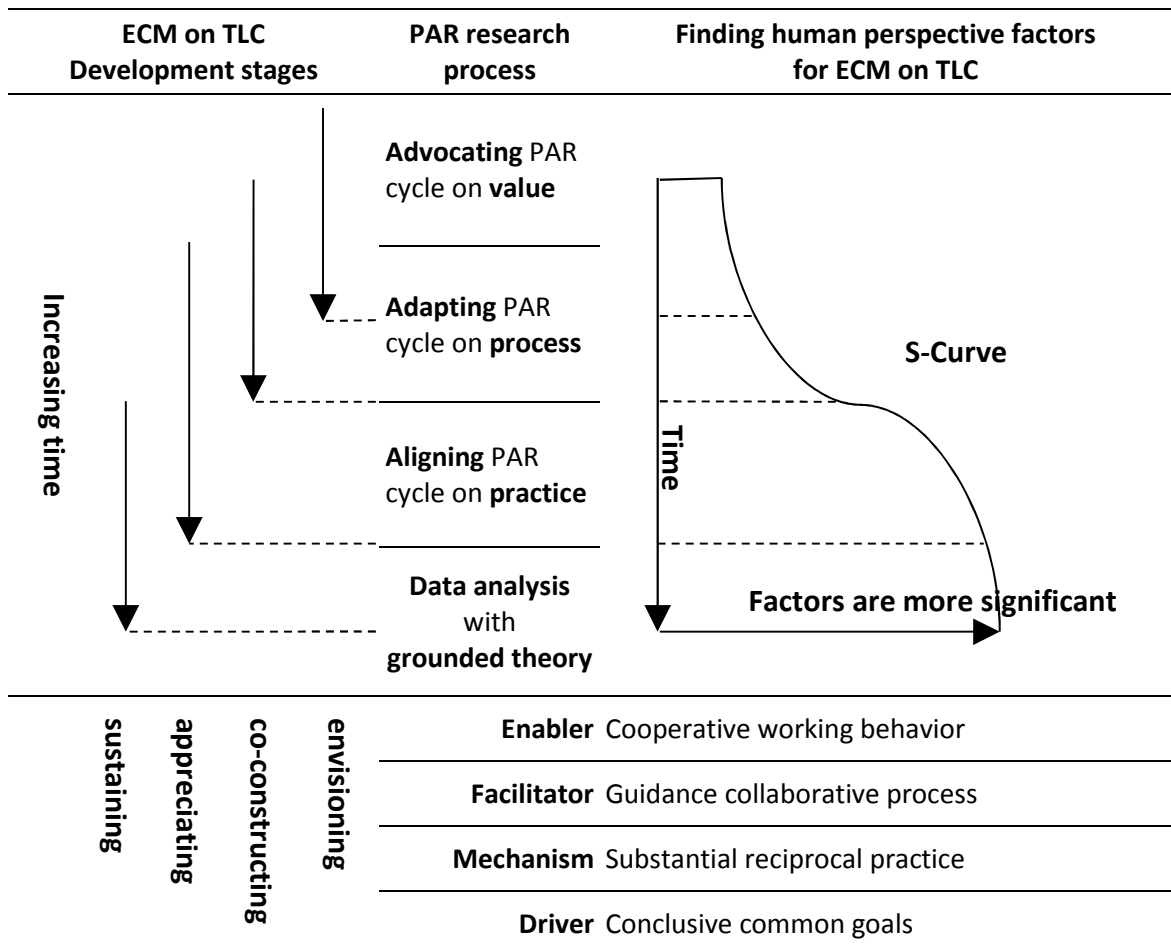 ECM on TLC
Development stages
PAR research
process
Finding human perspective factors
for ECM on TLC
Increasing time
Advocating PAR
cycle on value
Adapting PAR
cycle on process
Aligning PAR
cycle on practice
Data analysis
with
grounded theory
Time
S-Curve
Factors are more significant
sustaining
appreciating
co-constructing
envisioning
Enabler Cooperative working behavior
Facilitator Guidance collaborative process
Mechanism Substantial reciprocal practice
Driver Conclusive common goals